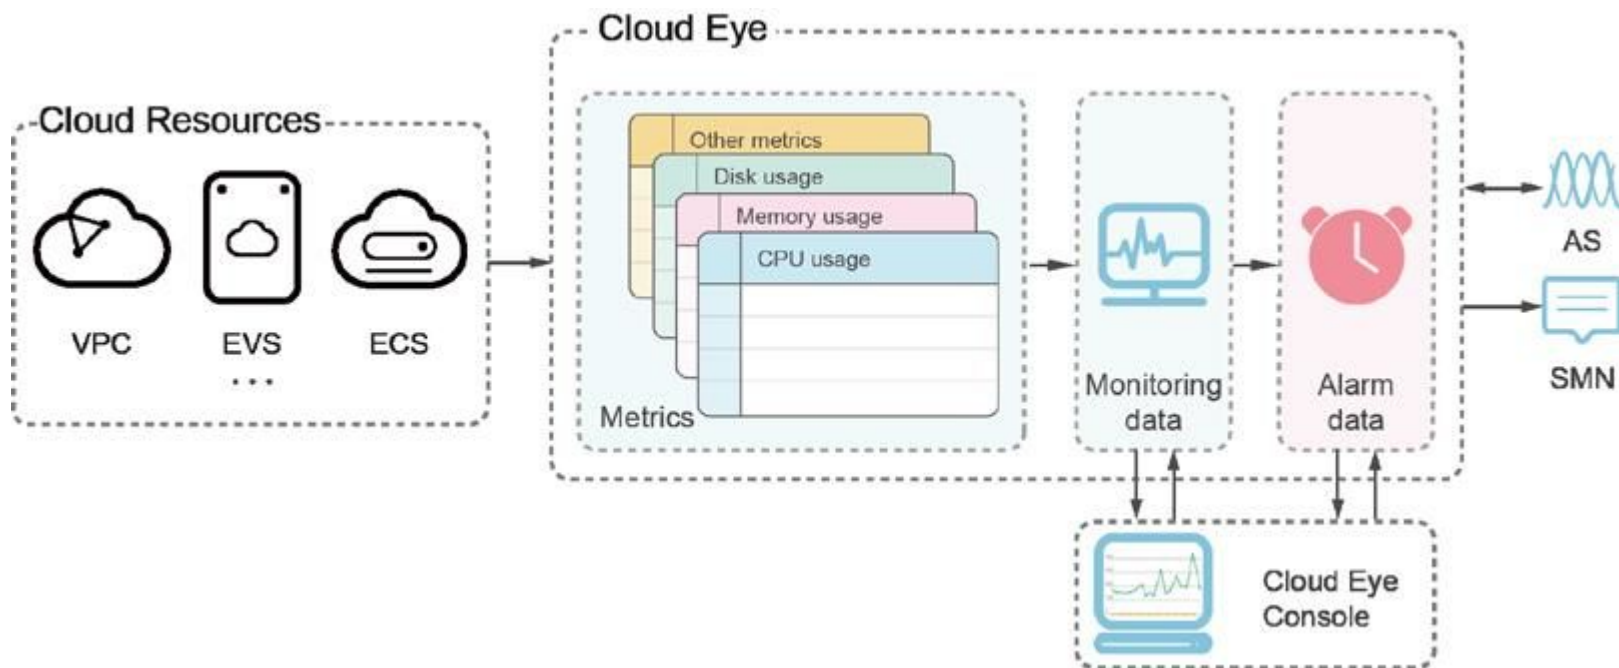 Cloud Eye
Cloud Resources
VPC
EVS
ECS
...
Other metrics
Disk usage
Memory usage
CPU usage
Metrics
Monitoring
data
Alarm
data
AS
SMN
Cloud Eye
Console